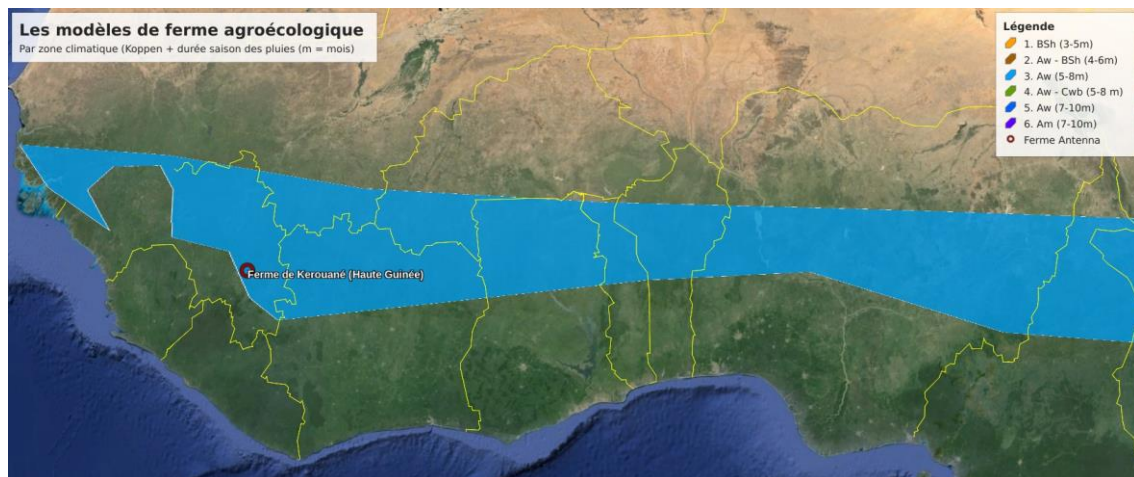 Les modèles de ferme agroécologique
Par zone climatique (Koppen + durée saison des pluies (m = mois)
Légende
1. BSh (3-5m)
2. Aw - BSh (4-6m)
3. Aw (5-8m)
4. Aw - Cwb (5-8 m)
5. Aw (7-10m)
6. Am (7-10m)
Ferme Antenna
Ferme de Kerouané (Haute Guinée)